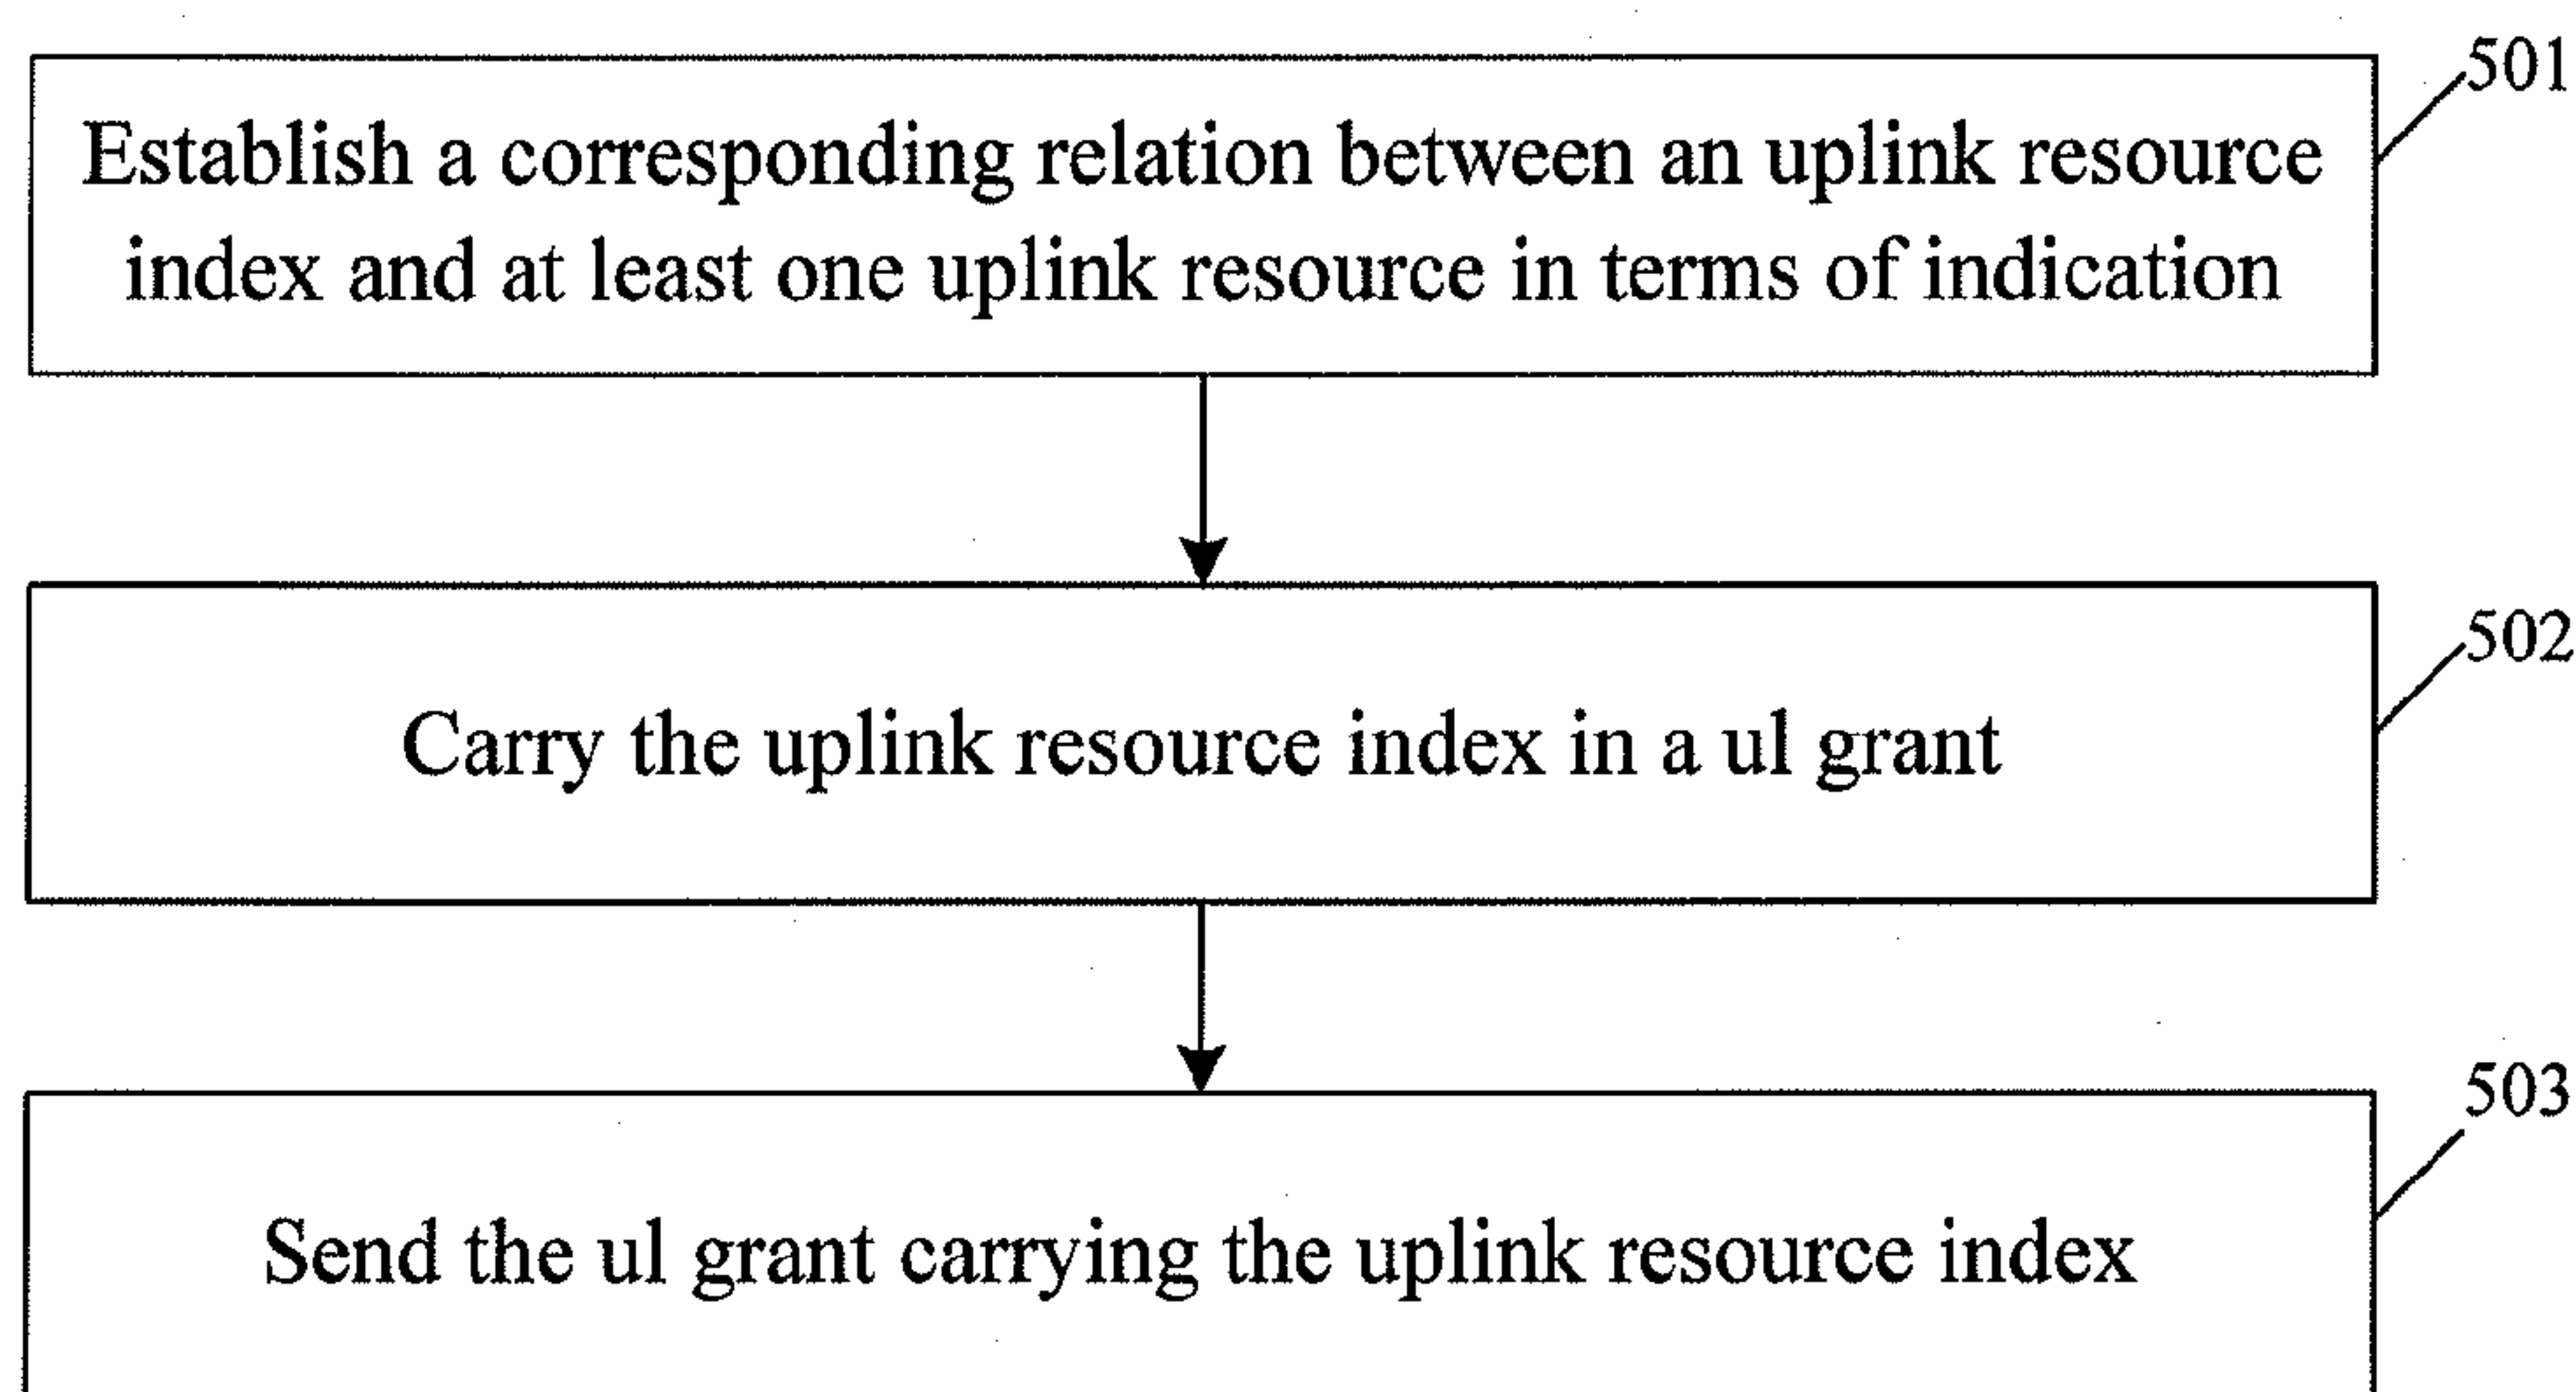 501
Establish a corresponding relation between an uplink resource
index and at least one uplink resource in terms of indication
502
Carry the uplink resource index in a ul grant
503
Send the ul grant carrying the uplink resource index